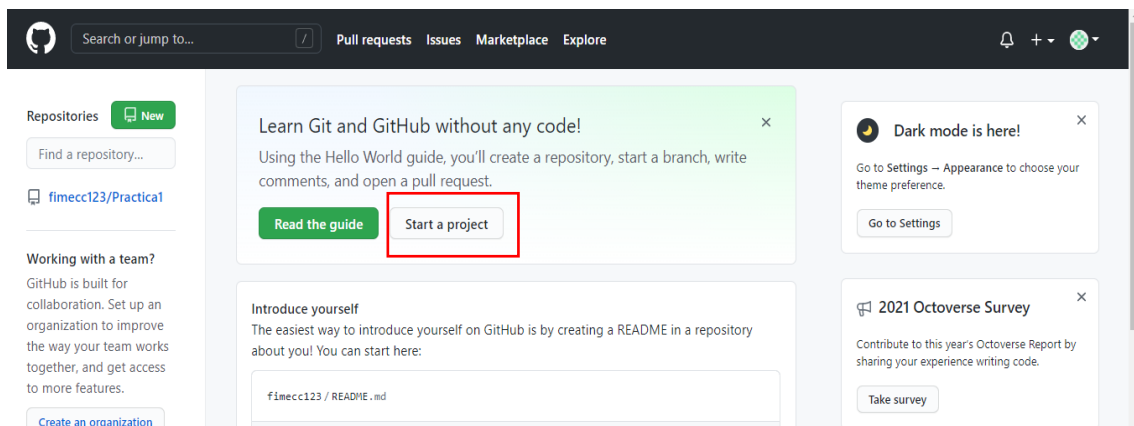 Search or jump to...
/
Pull requests Issues Marketplace Explore
Repositories
New
Find a repository...
fimecc123/Practica1
Working with a team?
GitHub is built for
collaboration. Set up an
organization to improve
the way your team works
together, and get access
to more features.
Create an organization
Learn Git and GitHub without any code!
Using the Hello World guide, you'll create a repository, start a branch, write
comments, and open a pull request.
Read the guide
Start a project
Introduce yourself
The easiest way to introduce yourself on GitHub is by creating a README in a repository
about you! You can start here:
fimecc123 / README.md
Dark mode is here!
Go to Settings → Appearance to choose your
theme preference.
Go to Settings
2021 Octoverse Survey
Contribute to this year's Octoverse Report by
sharing your experience writing code.
Take survey